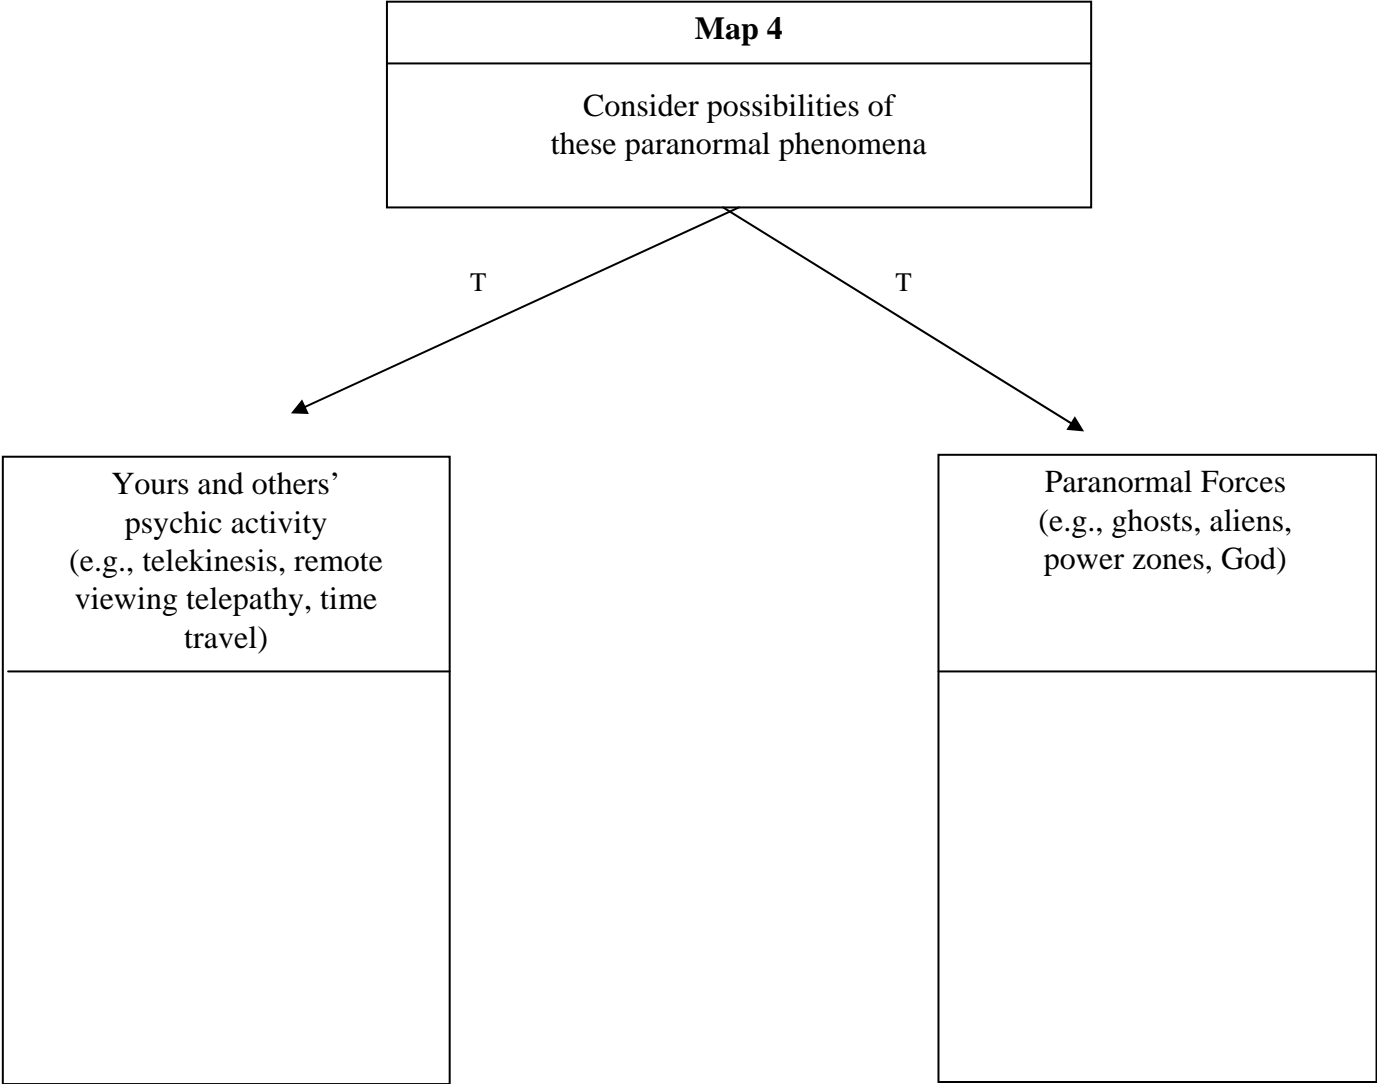 Map 4
Consider possibilities of
these paranormal phenomena
T
T
Yours and others’
psychic activity
(e.g., telekinesis, remote
viewing telepathy, time
travel)
Paranormal Forces
(e.g., ghosts, aliens,
power zones, God)